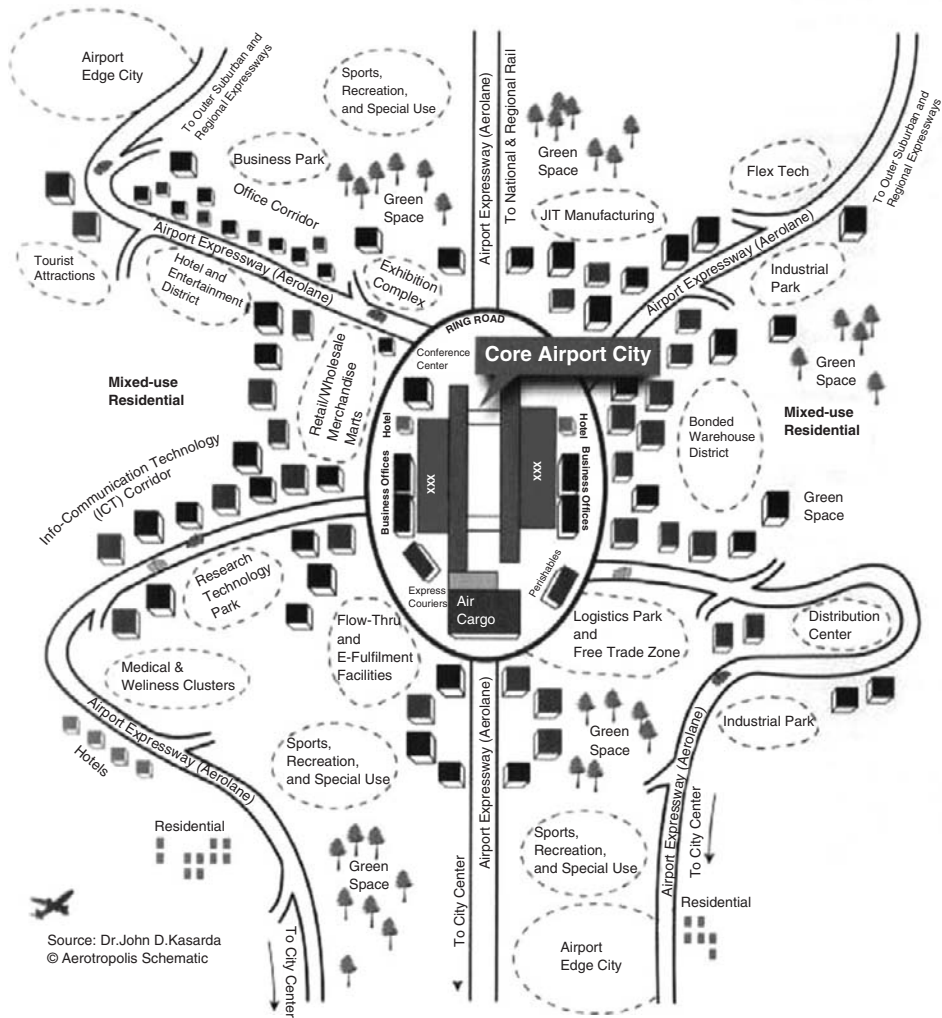 Airport
Edge City
To Outer Suburban and
Regional Expressways
Sports,
Recreation,
and Special Use
Airport Expressway (Aerolane)
To National & Regional Rail
Green
Space
Flex Tech
To Outer Suburban and
Regional Expressways
Business Park
Office Corridor
Green
Space
JIT Manufacturing
Tourist
Attractions
Airport Expressway (Aerolane)
Hotel and
Entertainment
District
Exhibition
Complex
Airport Expressway (Aerolane)
Industrial
Park
RING ROAD
Conference
Center
Core Airport City
Green
Space
Mixed-use
Residential
Retail/Wholesale
Merchandise
Marts
Hotel
Hotel
Mixed-use
Residential
Bonded
Warehouse
District
Info-Communication Technology
(ICT) Corridor
Business Offices
XXX
XXX
Business Offices
Green
Space
Research
Technology
Park
Express
Couriers
Air
Cargo
Perishables
Flow-Thru
and
E-Fulfilment
Facilities
Logistics Park
and
Free Trade Zone
Distribution
Center
Medical &
Weliness Clusters
Airport Expressway (Aerolane)
Hotels
Sports,
Recreation,
and Special Use
Airport Expressway (Aerolane)
Green
Space
Industrial Park
Airport Expressway (Aerolane)
To City Center
Residential
Green
Space
To City Center
Sports,
Recreation,
and Special Use
Residential
Source: Dr.John D.Kasarda
© Aerotropolis Schematic
To City Center
Airport
Edge City